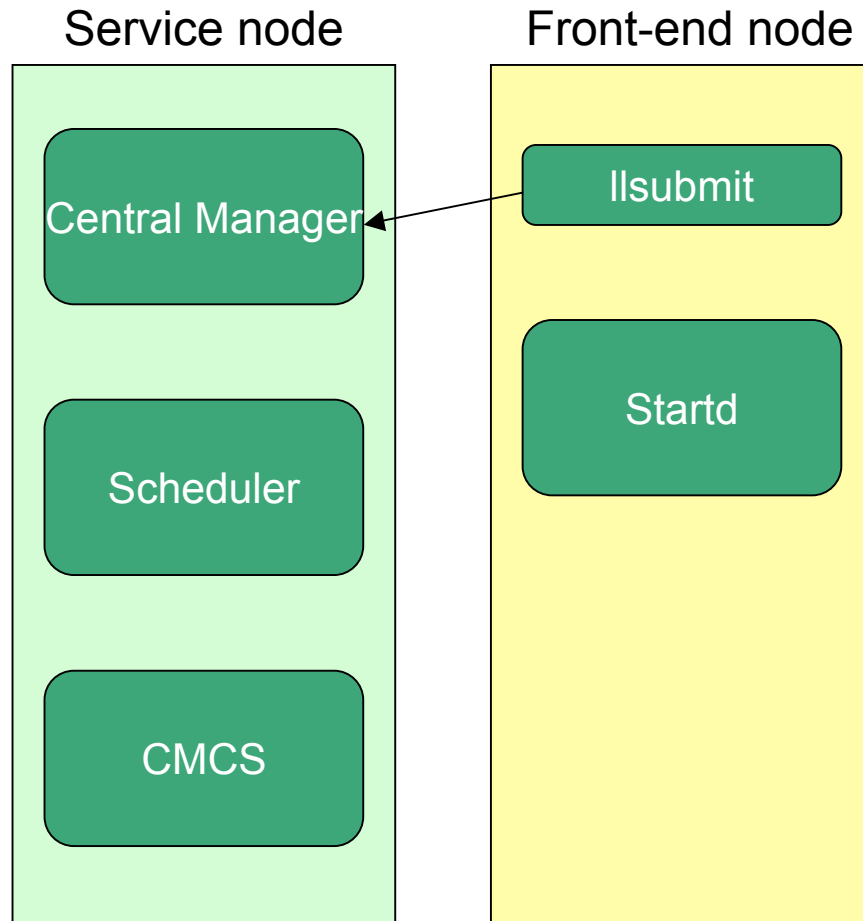 Service node
Front-end node
Central Manager
llsubmit
Startd
Scheduler
CMCS